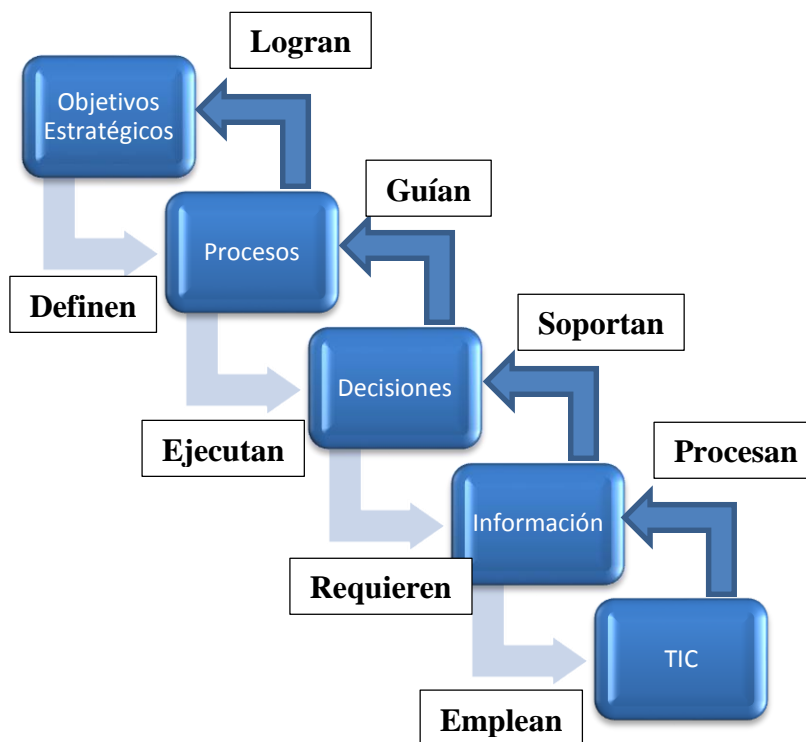 Logran
Objetivos
Estratégicos
Guían
Procesos
Definen
Soportan
Decisiones
Ejecutan
Procesan
Información
Requieren
TIC
Emplean